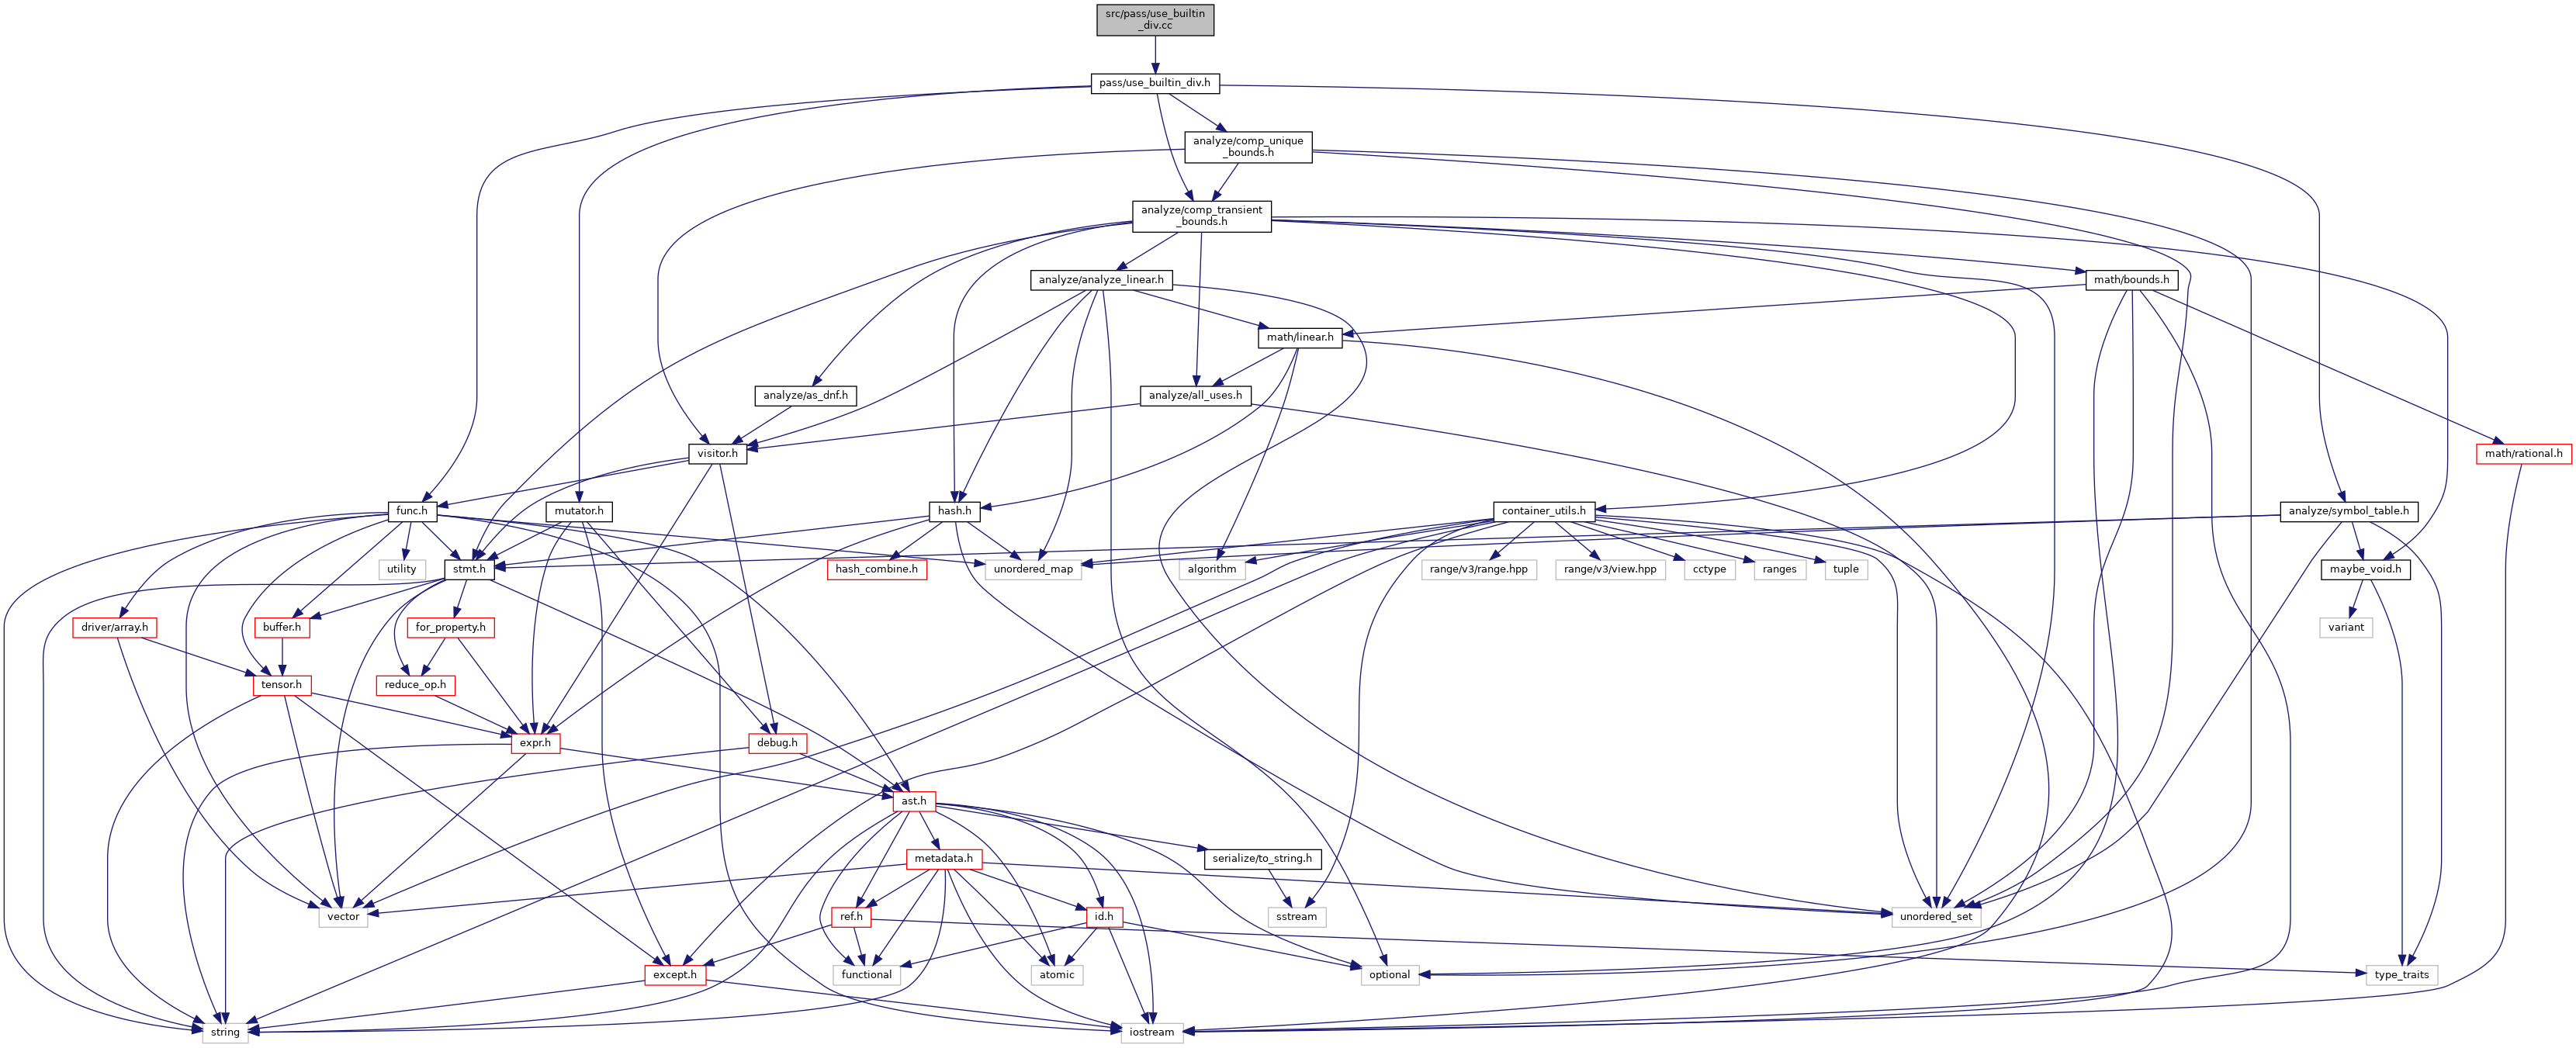 src/pass/use_builtin
_div.cc
pass/use_builtin_div.h
analyze/comp_unique
_bounds.h
analyze/comp_transient
_bounds.h
analyze/analyze_linear.h
math/bounds.h
math/linear.h
analyze/as_dnf.h
analyze/all_uses.h
visitor.h
math/rational.h
func.h
mutator.h
hash.h
container_utils.h
analyze/symbol_table.h
utility
stmt.h
hash_combine.h
unordered_map
algorithm
range/v3/range.hpp
range/v3/view.hpp
cctype
ranges
tuple
maybe_void.h
driver/array.h
buffer.h
for_property.h
variant
tensor.h
reduce_op.h
expr.h
debug.h
ast.h
metadata.h
serialize/to_string.h
vector
ref.h
id.h
sstream
unordered_set
except.h
functional
atomic
optional
type_traits
string
iostream